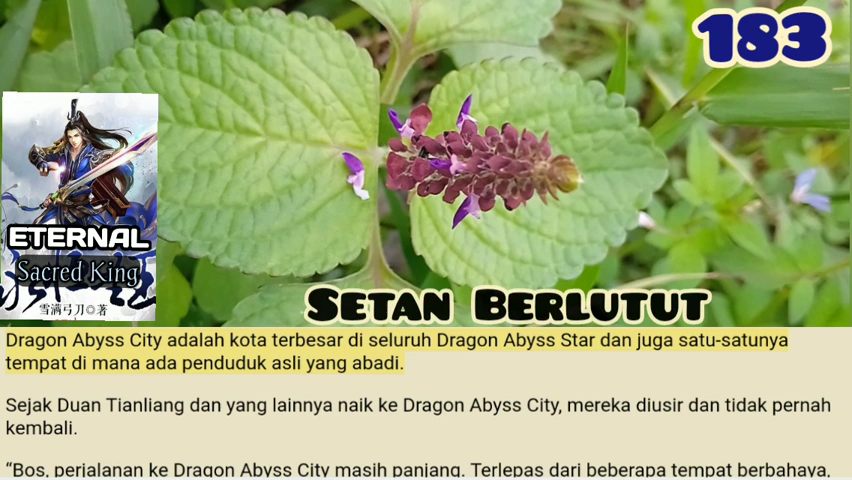 183
ETERNAL
Sacred King
雪满弓刀◎著
SETAN BERLUTUT
Dragon Abyss City adalah kota terbesar di seluruh Dragon Abyss Star dan juga satu-satunya
tempat di mana ada penduduk asli yang abadi.
Sejak Duan Tianliang dan yang lainnya naik ke Dragon Abyss City, mereka diusir dan tidak pernah
kembali.
“Bos, perjalanan ke Dragon Abyss City masih panjang. Terlepas dari beberapa tempat berbahaya,